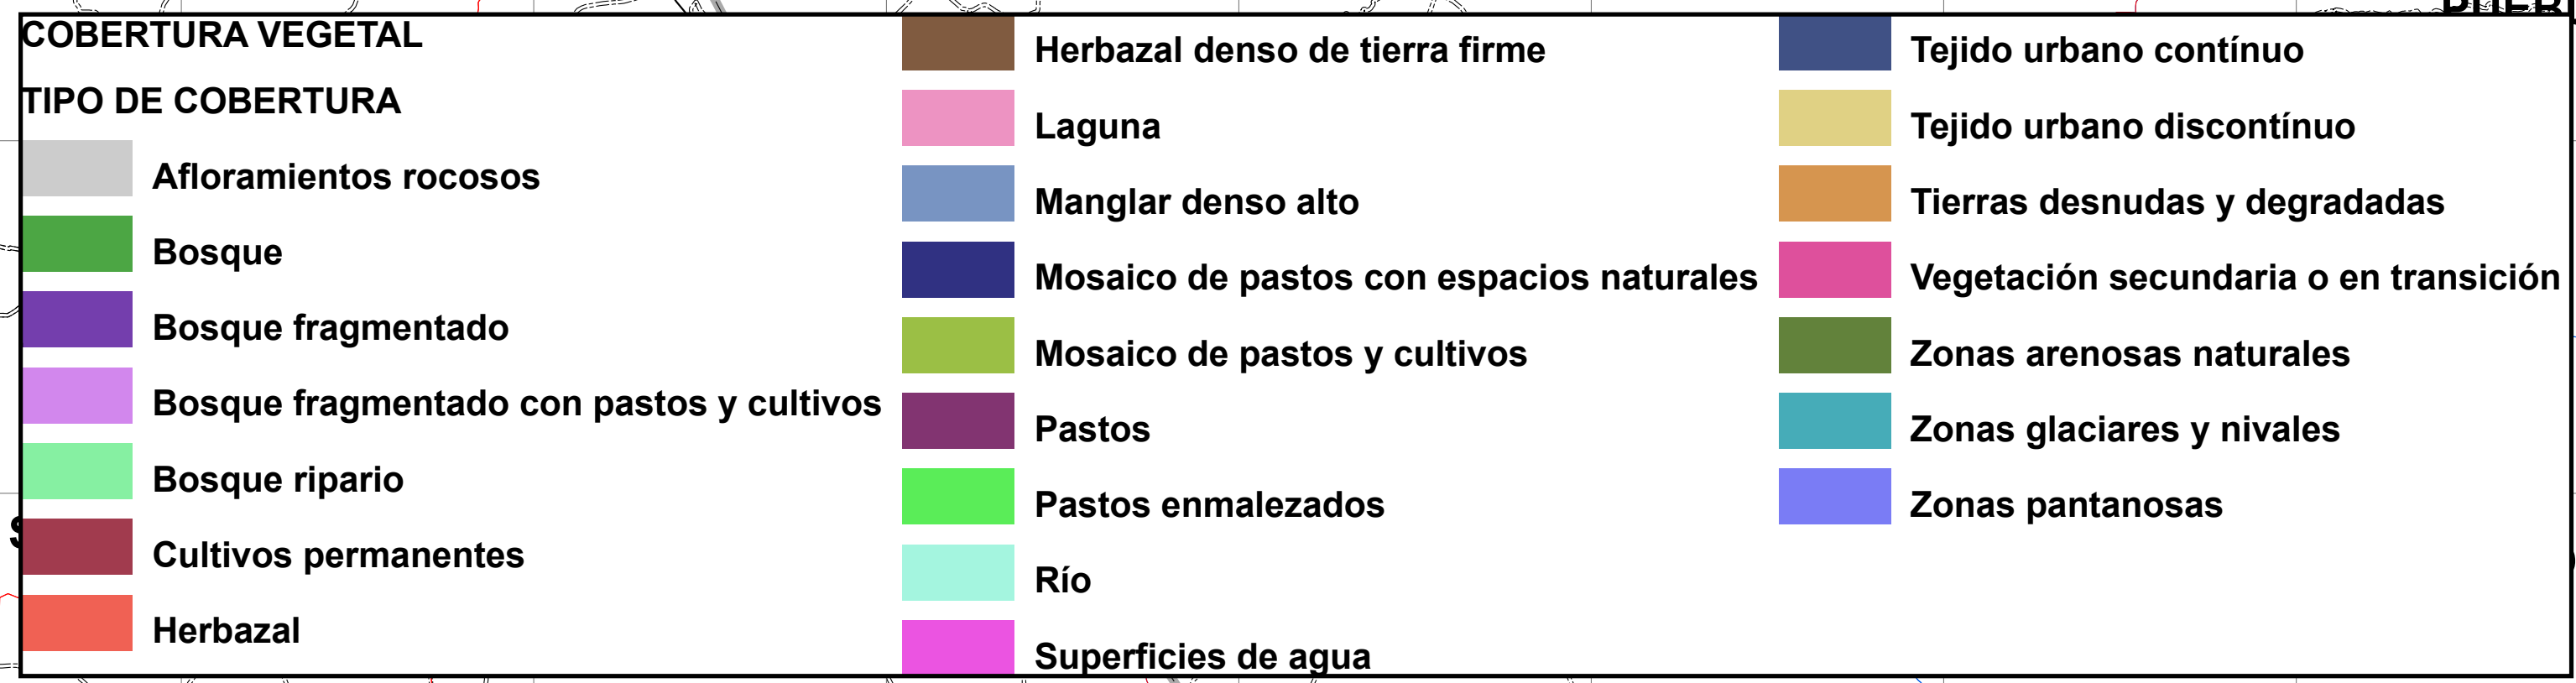 COBERTURA VEGETAL
TIPO DE COBERTURA
Afloramientos rocosos
Bosque
Bosque fragmentado
Bosque fragmentado con pastos y cultivos
Bosque ripario
Cultivos permanentes
Herbazal
Herbazal denso de tierra firme
Laguna
Manglar denso alto
Mosaico de pastos con espacios naturales
Mosaico de pastos y cultivos
Pastos
Pastos enmalezados
Río
Superficies de agua
Tejido urbano contínuo
Tejido urbano discontínuo
Tierras desnudas y degradadas
Vegetación secundaria o en transición
Zonas arenosas naturales
Zonas glaciares y nivales
Zonas pantanosas